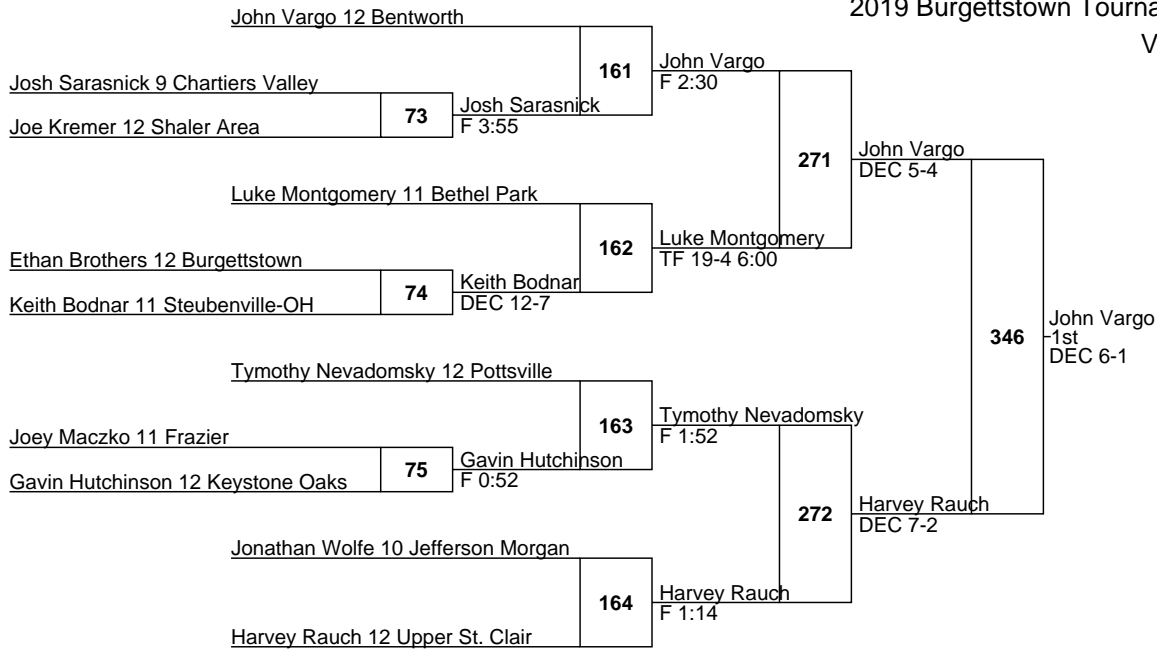 2019 Burgettstown Tourna
V
John Vargo 12 Bentworth
161
John Vargo
F 2:30
Josh Sarasnick 9 Chartiers Valley
73
Josh Sarasnick
F 3:55
Joe Kremer 12 Shaler Area
271
John Vargo
DEC 5-4
Luke Montgomery 11 Bethel Park
162
Luke Montgomery
TF 19-4 6:00
Ethan Brothers 12 Burgettstown
74
Keith Bodnar
DEC 12-7
Keith Bodnar 11 Steubenville-OH
346
John Vargo
1st
DEC 6-1
Tymothy Nevadomsky 12 Pottsville
163
Tymothy Nevadomsky
F 1:52
Joey Maczko 11 Frazier
75
Gavin Hutchinson
F 0:52
Gavin Hutchinson 12 Keystone Oaks
272
Harvey Rauch
DEC 7-2
Jonathan Wolfe 10 Jefferson Morgan
164
Harvey Rauch
F 1:14
Harvey Rauch 12 Upper St. Clair